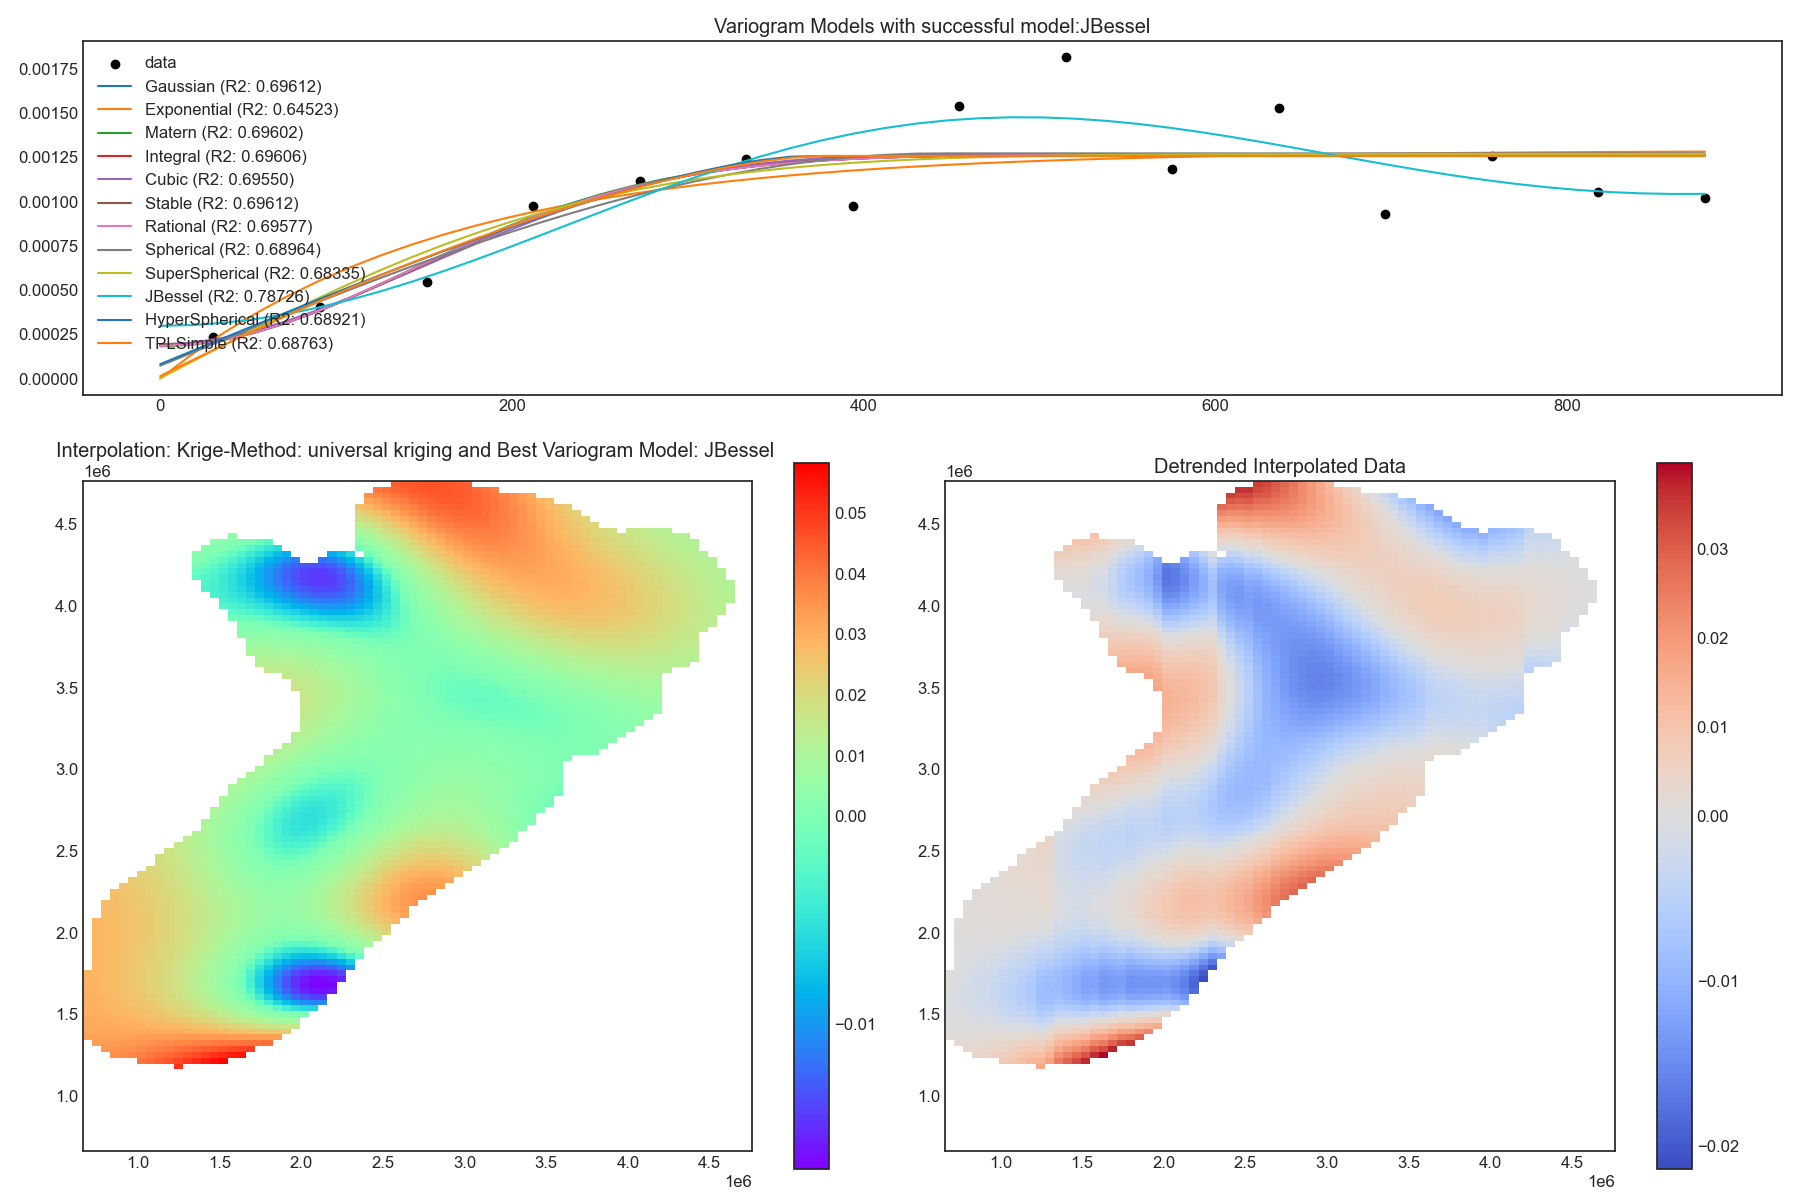 Variogram Models with successful model:JBessel
0.00175
0.00150
0.00125
0.00100
0.00075
0.00050
0.00025
0.00000
data
Gaussian (R2: 0.69612)
Exponential (R2: 0.64523)
Matern (R2: 0.69602)
Integral (R2: 0.69606)
Cubic (R2: 0.69550)
Stable (R2: 0.69612)
Rational (R2: 0.69577)
Spherical (R2: 0.68964)
SuperSpherical (R2: 0.68335)
JBessel (R2: 0.78726)
HyperSpherical (R2: 0.68921)
TPLSimple (R2: 0.68763)
0 200 400 600 800
Interpolation: Krige-Method: universal kriging and Best Variogram Model: JBessel
1e6
4.5
4.0
3.5
3.0
2.5
2.0
1.5
1.0
1.0 1.5 2.0 2.5 3.0 3.5 4.0 4.5
1e6
0.05
0.04
0.03
0.02
0.01
0.00
−0.01
Detrended Interpolated Data
1e6
4.5
4.0
3.5
3.0
2.5
2.0
1.5
1.0
1.0 1.5 2.0 2.5 3.0 3.5 4.0 4.5
1e6
0.03
0.02
0.01
0.00
−0.01
−0.02